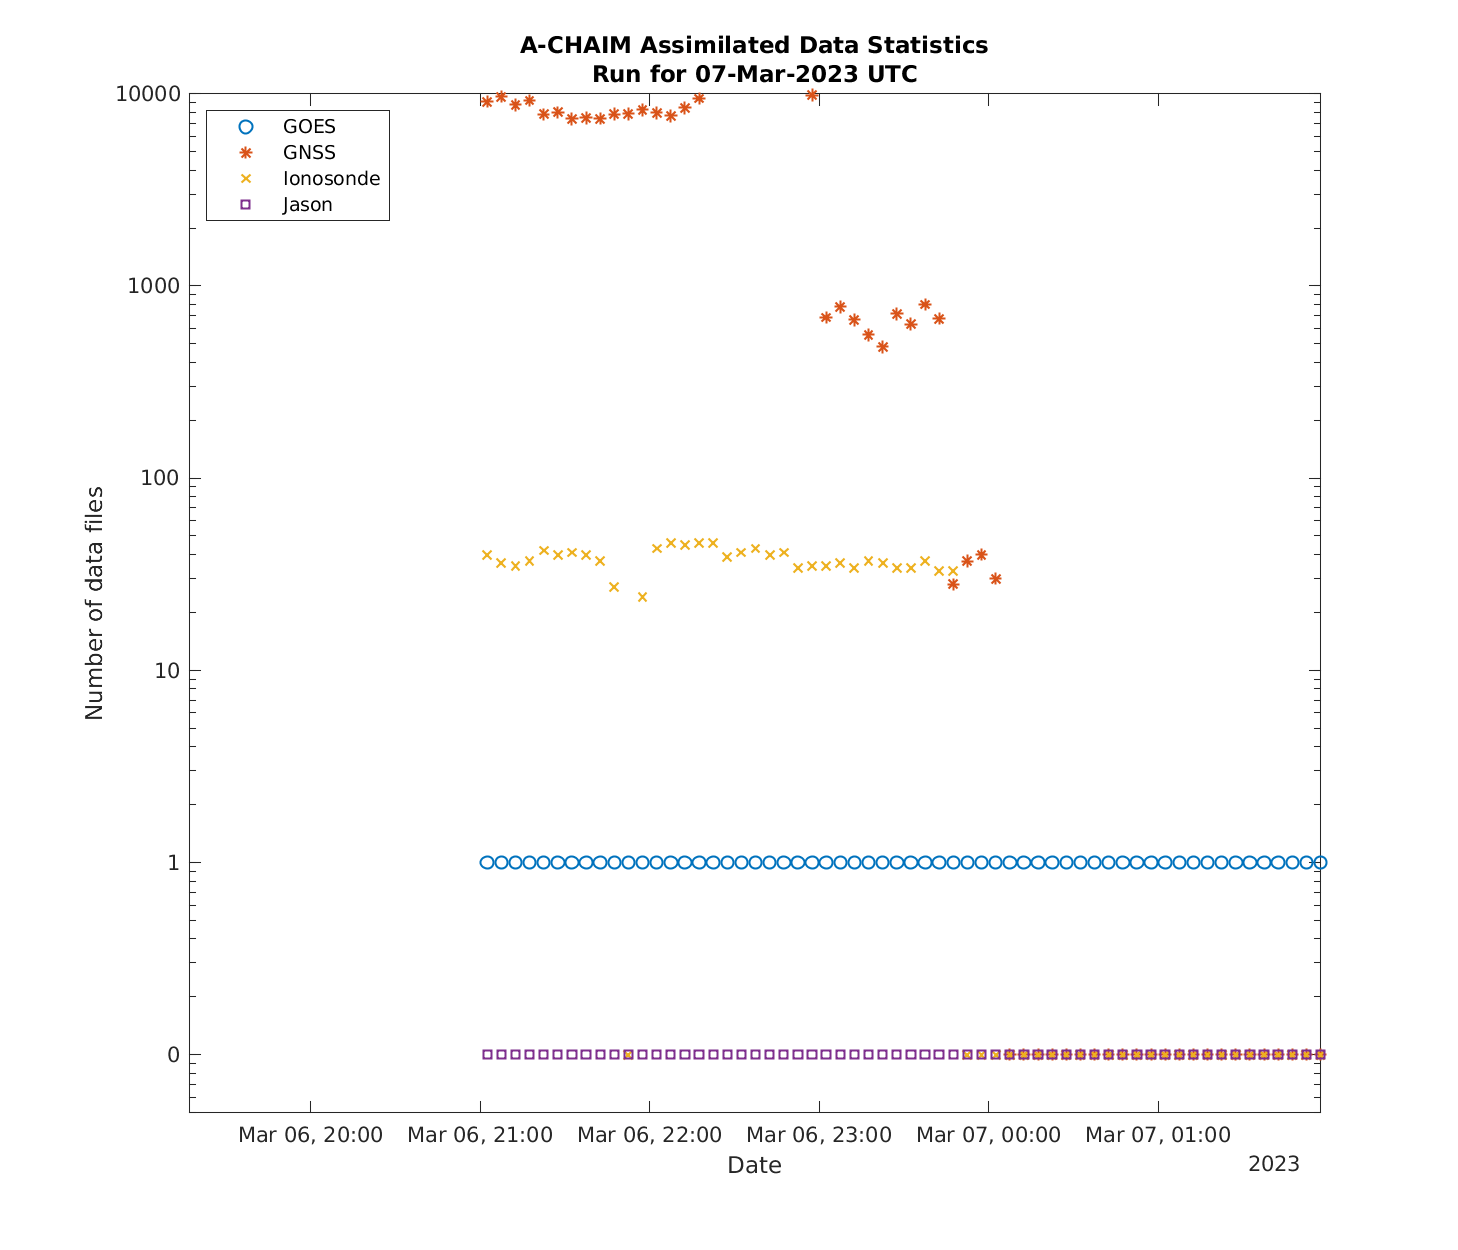 A-CHAIM Assimilated Data Statistics
Run for 07-Mar-2023 UTC
10000
1000
100
10
1
0
GOES
GNSS
Ionosonde
Jason
Number of data files
Mar 06, 20:00
Mar 06, 21:00
Mar 06, 22:00
Mar 06, 23:00
Mar 07, 00:00
Mar 07, 01:00
Date
2023